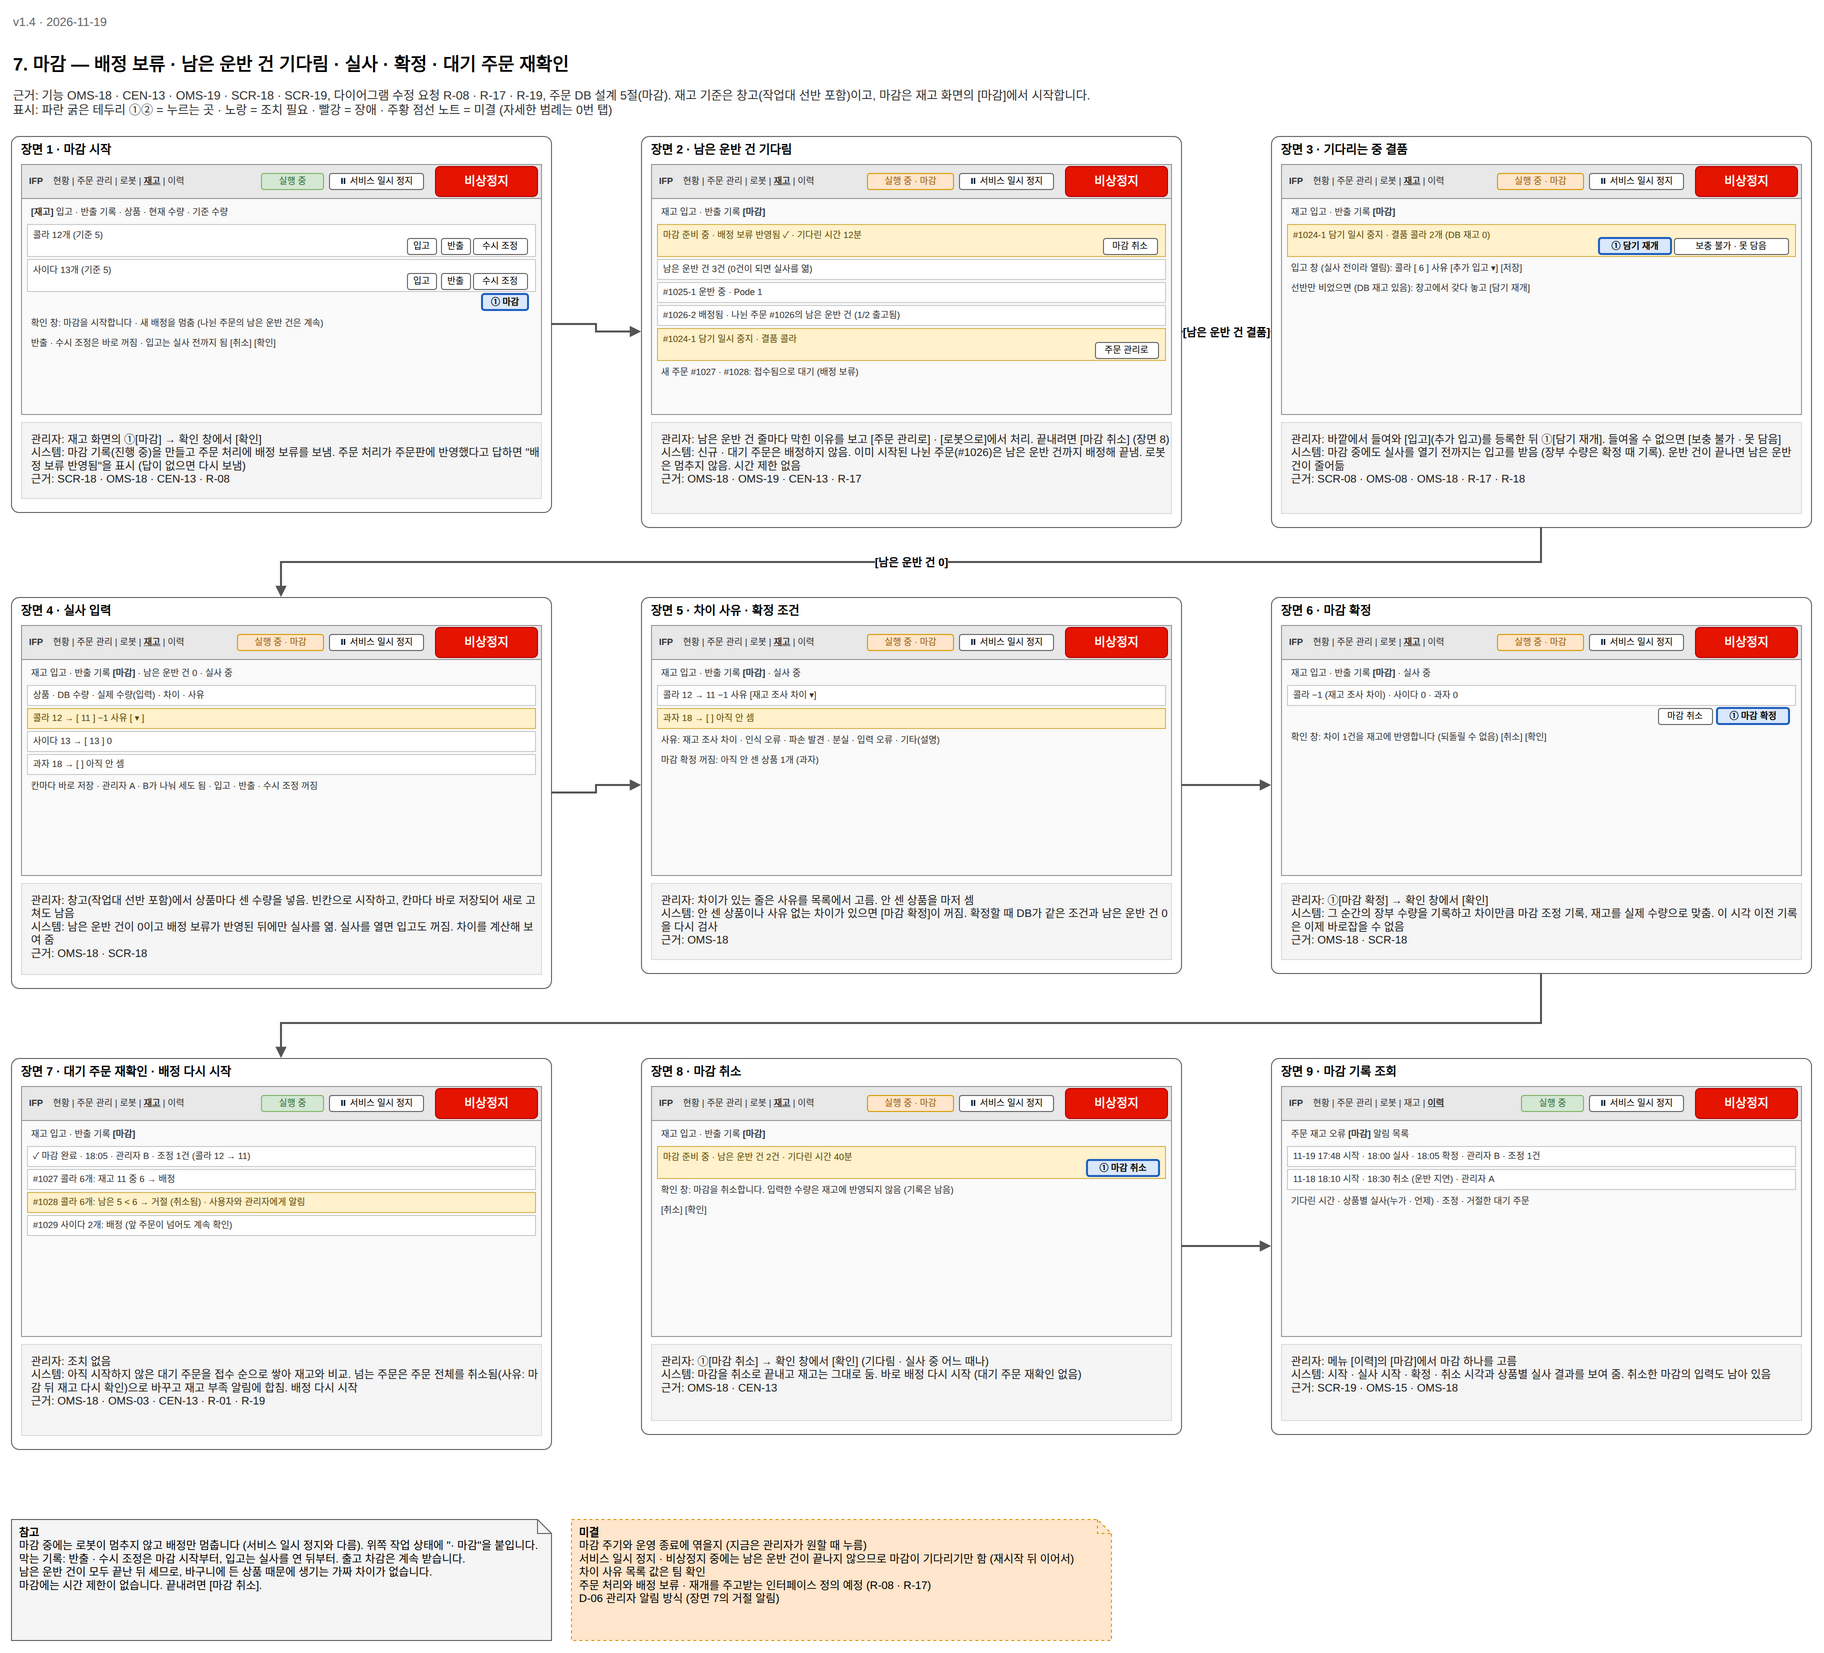 v1.4 · 2026-11-19
7. 마감 — 배정 보류 · 남은 운반 건 기다림 · 실사 · 확정 · 대기 주문 재확인
근거: 기능 OMS-18 · CEN-13 · OMS-19 · SCR-18 · SCR-19, 다이어그램 수정 요청 R-08 · R-17 · R-19, 주문 DB 설계 5절(마감). 재고 기준은 창고(작업대 선반 포함)이고, 마감은 재고 화면의 [마감]에서 시작합니다.
표시: 파란 굵은 테두리 ①② = 누르는 곳 · 노랑 = 조치 필요 · 빨강 = 장애 · 주황 점선 노트 = 미결 (자세한 범례는 0번 탭)
장면 1 · 마감 시작
IFP 현황 | 주문 관리 | 로봇 | 재고 | 이력
실행 중
⏸ 서비스 일시 정지
비상정지
[재고] 입고 · 반출 기록 · 상품 · 현재 수량 · 기준 수량
콜라 12개 (기준 5)
입고
반출
수시 조정
사이다 13개 (기준 5)
입고
반출
수시 조정
① 마감
확인 창: 마감을 시작합니다 · 새 배정을 멈춤 (나뉜 주문의 남은 운반 건은 계속)
반출 · 수시 조정은 바로 꺼짐 · 입고는 실사 전까지 됨 [취소] [확인]
관리자: 재고 화면의 ①[마감] → 확인 창에서 [확인]
시스템: 마감 기록(진행 중)을 만들고 주문 처리에 배정 보류를 보냄. 주문 처리가 주문판에 반영했다고 답하면 "배
정 보류 반영됨"을 표시 (답이 없으면 다시 보냄)
근거: SCR-18 · OMS-18 · CEN-13 · R-08
장면 2 · 남은 운반 건 기다림
IFP 현황 | 주문 관리 | 로봇 | 재고 | 이력
실행 중 · 마감
⏸ 서비스 일시 정지
비상정지
재고 입고 · 반출 기록 [마감]
마감 준비 중 · 배정 보류 반영됨 ✓ · 기다린 시간 12분
마감 취소
남은 운반 건 3건 (0건이 되면 실사를 엶)
#1025-1 운반 중 · Pode 1
#1026-2 배정됨 · 나뉜 주문 #1026의 남은 운반 건 (1/2 출고됨)
#1024-1 담기 일시 중지 · 결품 콜라
주문 관리로
새 주문 #1027 · #1028: 접수됨으로 대기 (배정 보류)
관리자: 남은 운반 건 줄마다 막힌 이유를 보고 [주문 관리로] · [로봇으로]에서 처리. 끝내려면 [마감 취소] (장면 8)
시스템: 신규 · 대기 주문은 배정하지 않음. 이미 시작된 나뉜 주문(#1026)은 남은 운반 건까지 배정해 끝냄. 로봇
은 멈추지 않음. 시간 제한 없음
근거: OMS-18 · OMS-19 · CEN-13 · R-17
[남은 운반 건 결품]
장면 3 · 기다리는 중 결품
IFP 현황 | 주문 관리 | 로봇 | 재고 | 이력
실행 중 · 마감
⏸ 서비스 일시 정지
비상정지
재고 입고 · 반출 기록 [마감]
#1024-1 담기 일시 중지 · 결품 콜라 2개 (DB 재고 0)
① 담기 재개
보충 불가 · 못 담음
입고 창 (실사 전이라 열림): 콜라 [ 6 ] 사유 [추가 입고 ▾] [저장]
선반만 비었으면 (DB 재고 있음): 창고에서 갖다 놓고 [담기 재개]
관리자: 바깥에서 들여와 [입고](추가 입고)를 등록한 뒤 ①[담기 재개]. 들여올 수 없으면 [보충 불가 · 못 담음]
시스템: 마감 중에도 실사를 열기 전까지는 입고를 받음 (장부 수량은 확정 때 기록). 운반 건이 끝나면 남은 운반
건이 줄어듦
근거: SCR-08 · OMS-08 · OMS-18 · R-17 · R-18
[남은 운반 건 0]
장면 4 · 실사 입력
IFP 현황 | 주문 관리 | 로봇 | 재고 | 이력
실행 중 · 마감
⏸ 서비스 일시 정지
비상정지
재고 입고 · 반출 기록 [마감] · 남은 운반 건 0 · 실사 중
상품 · DB 수량 · 실제 수량(입력) · 차이 · 사유
콜라 12 → [ 11 ] −1 사유 [ ▾ ]
사이다 13 → [ 13 ] 0
과자 18 → [ ] 아직 안 셈
칸마다 바로 저장 · 관리자 A · B가 나눠 세도 됨 · 입고 · 반출 · 수시 조정 꺼짐
관리자: 창고(작업대 선반 포함)에서 상품마다 센 수량을 넣음. 빈칸으로 시작하고, 칸마다 바로 저장되어 새로 고
쳐도 남음
시스템: 남은 운반 건이 0이고 배정 보류가 반영된 뒤에만 실사를 엶. 실사를 열면 입고도 꺼짐. 차이를 계산해 보
여 줌
근거: OMS-18 · SCR-18
장면 5 · 차이 사유 · 확정 조건
IFP 현황 | 주문 관리 | 로봇 | 재고 | 이력
실행 중 · 마감
⏸ 서비스 일시 정지
비상정지
재고 입고 · 반출 기록 [마감] · 실사 중
콜라 12 → 11 −1 사유 [재고 조사 차이 ▾]
과자 18 → [ ] 아직 안 셈
사유: 재고 조사 차이 · 인식 오류 · 파손 발견 · 분실 · 입력 오류 · 기타(설명)
마감 확정 꺼짐: 아직 안 센 상품 1개 (과자)
관리자: 차이가 있는 줄은 사유를 목록에서 고름. 안 센 상품을 마저 셈
시스템: 안 센 상품이나 사유 없는 차이가 있으면 [마감 확정]이 꺼짐. 확정할 때 DB가 같은 조건과 남은 운반 건 0
을 다시 검사
근거: OMS-18
장면 6 · 마감 확정
IFP 현황 | 주문 관리 | 로봇 | 재고 | 이력
실행 중 · 마감
⏸ 서비스 일시 정지
비상정지
재고 입고 · 반출 기록 [마감] · 실사 중
콜라 −1 (재고 조사 차이) · 사이다 0 · 과자 0
마감 취소
① 마감 확정
확인 창: 차이 1건을 재고에 반영합니다 (되돌릴 수 없음) [취소] [확인]
관리자: ①[마감 확정] → 확인 창에서 [확인]
시스템: 그 순간의 장부 수량을 기록하고 차이만큼 마감 조정 기록, 재고를 실제 수량으로 맞춤. 이 시각 이전 기록
은 이제 바로잡을 수 없음
근거: OMS-18 · SCR-18
장면 7 · 대기 주문 재확인 · 배정 다시 시작
IFP 현황 | 주문 관리 | 로봇 | 재고 | 이력
실행 중
⏸ 서비스 일시 정지
비상정지
재고 입고 · 반출 기록 [마감]
✓ 마감 완료 · 18:05 · 관리자 B · 조정 1건 (콜라 12 → 11)
#1027 콜라 6개: 재고 11 중 6 → 배정
#1028 콜라 6개: 남은 5 < 6 → 거절 (취소됨) · 사용자와 관리자에게 알림
#1029 사이다 2개: 배정 (앞 주문이 넘어도 계속 확인)
관리자: 조치 없음
시스템: 아직 시작하지 않은 대기 주문을 접수 순으로 쌓아 재고와 비교. 넘는 주문은 주문 전체를 취소됨(사유: 마
감 뒤 재고 다시 확인)으로 바꾸고 재고 부족 알림에 합침. 배정 다시 시작
근거: OMS-18 · OMS-03 · CEN-13 · R-01 · R-19
장면 8 · 마감 취소
IFP 현황 | 주문 관리 | 로봇 | 재고 | 이력
실행 중 · 마감
⏸ 서비스 일시 정지
비상정지
재고 입고 · 반출 기록 [마감]
마감 준비 중 · 남은 운반 건 2건 · 기다린 시간 40분
① 마감 취소
확인 창: 마감을 취소합니다. 입력한 수량은 재고에 반영되지 않음 (기록은 남음)
[취소] [확인]
관리자: ①[마감 취소] → 확인 창에서 [확인] (기다림 · 실사 중 어느 때나)
시스템: 마감을 취소로 끝내고 재고는 그대로 둠. 바로 배정 다시 시작 (대기 주문 재확인 없음)
근거: OMS-18 · CEN-13
장면 9 · 마감 기록 조회
IFP 현황 | 주문 관리 | 로봇 | 재고 | 이력
실행 중
⏸ 서비스 일시 정지
비상정지
주문 재고 오류 [마감] 알림 목록
11-19 17:48 시작 · 18:00 실사 · 18:05 확정 · 관리자 B · 조정 1건
11-18 18:10 시작 · 18:30 취소 (운반 지연) · 관리자 A
기다린 시간 · 상품별 실사(누가 · 언제) · 조정 · 거절한 대기 주문
관리자: 메뉴 [이력]의 [마감]에서 마감 하나를 고름
시스템: 시작 · 실사 시작 · 확정 · 취소 시각과 상품별 실사 결과를 보여 줌. 취소한 마감의 입력도 남아 있음
근거: SCR-19 · OMS-15 · OMS-18
참고
마감 중에는 로봇이 멈추지 않고 배정만 멈춥니다 (서비스 일시 정지와 다름). 위쪽 작업 상태에 "· 마감"을 붙입니다.
막는 기록: 반출 · 수시 조정은 마감 시작부터, 입고는 실사를 연 뒤부터. 출고 차감은 계속 받습니다.
남은 운반 건이 모두 끝난 뒤 세므로, 바구니에 든 상품 때문에 생기는 가짜 차이가 없습니다.
마감에는 시간 제한이 없습니다. 끝내려면 [마감 취소].
미결
마감 주기와 운영 종료에 엮을지 (지금은 관리자가 원할 때 누름)
서비스 일시 정지 · 비상정지 중에는 남은 운반 건이 끝나지 않으므로 마감이 기다리기만 함 (재시작 뒤 이어서)
차이 사유 목록 값은 팀 확인
주문 처리와 배정 보류 · 재개를 주고받는 인터페이스 정의 예정 (R-08 · R-17)
D-06 관리자 알림 방식 (장면 7의 거절 알림)